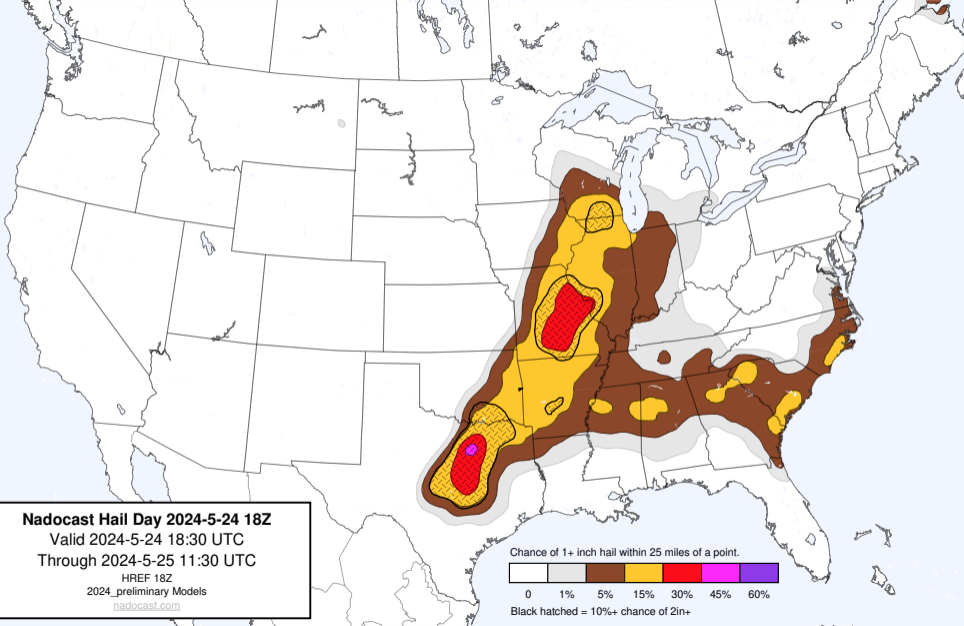 Nadocast Hail Day 2024-5-24 18Z
Valid 2024-5-24 18:30 UTC
Through 2024-5-25 11:30 UTC
HREF 18Z
2024_preliminary Models
nadocast.com
Chance of 1+ inch hail within 25 miles of a point.
0 1% 5% 15% 30% 45% 60%
Black hatched = 10%+ chance of 2in+